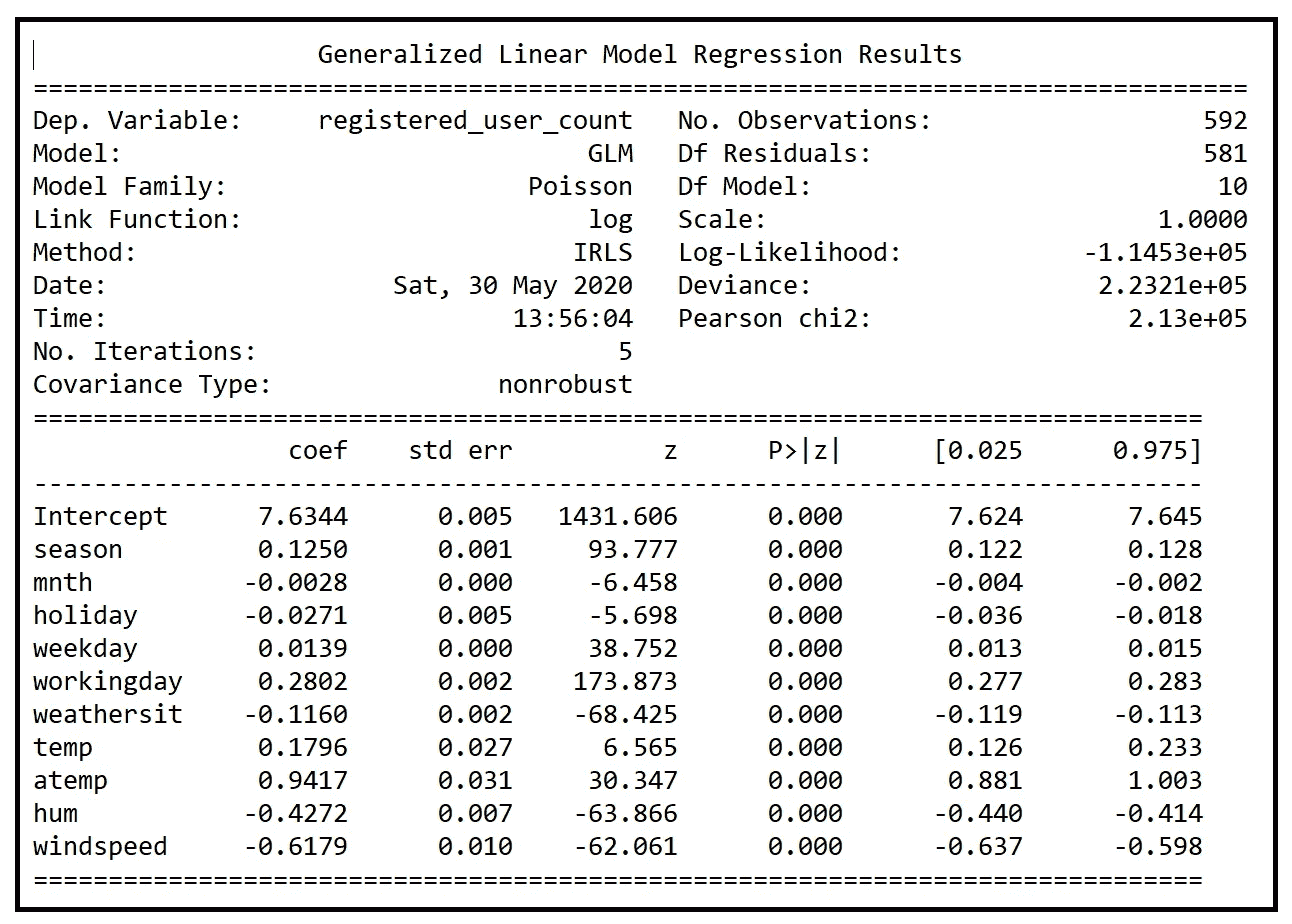 Generalized Linear Model Regression Results
==============================================================================
Dep. Variable:     registered_user_count   No. Observations:                  592
Model:                               GLM   Df Residuals:                      581
Model Family:                    Poisson   Df Model:                           10
Link Function:                       log   Scale:                          1.0000
Method:                             IRLS   Log-Likelihood:            -1.1453e+05
Date:                   Sat, 30 May 2020   Deviance:                   2.2321e+05
Time:                           13:56:04   Pearson chi2:                 2.13e+05
No. Iterations:                        5
Covariance Type:               nonrobust
==============================================================================
                 coef    std err          z      P>|z|      [0.025      0.975]
------------------------------------------------------------------------------
Intercept      7.6344      0.005   1431.606      0.000       7.624       7.645
season         0.1250      0.001     93.777      0.000       0.122       0.128
mnth          -0.0028      0.000     -6.458      0.000      -0.004      -0.002
holiday       -0.0271      0.005     -5.698      0.000      -0.036      -0.018
weekday        0.0139      0.000     38.752      0.000       0.013       0.015
workingday     0.2802      0.002    173.873      0.000       0.277       0.283
weathersit    -0.1160      0.002    -68.425      0.000      -0.119      -0.113
temp           0.1796      0.027      6.565      0.000       0.126       0.233
atemp          0.9417      0.031     30.347      0.000       0.881       1.003
hum           -0.4272      0.007    -63.866      0.000      -0.440      -0.414
windspeed     -0.6179      0.010    -62.061      0.000      -0.637      -0.598
==============================================================================